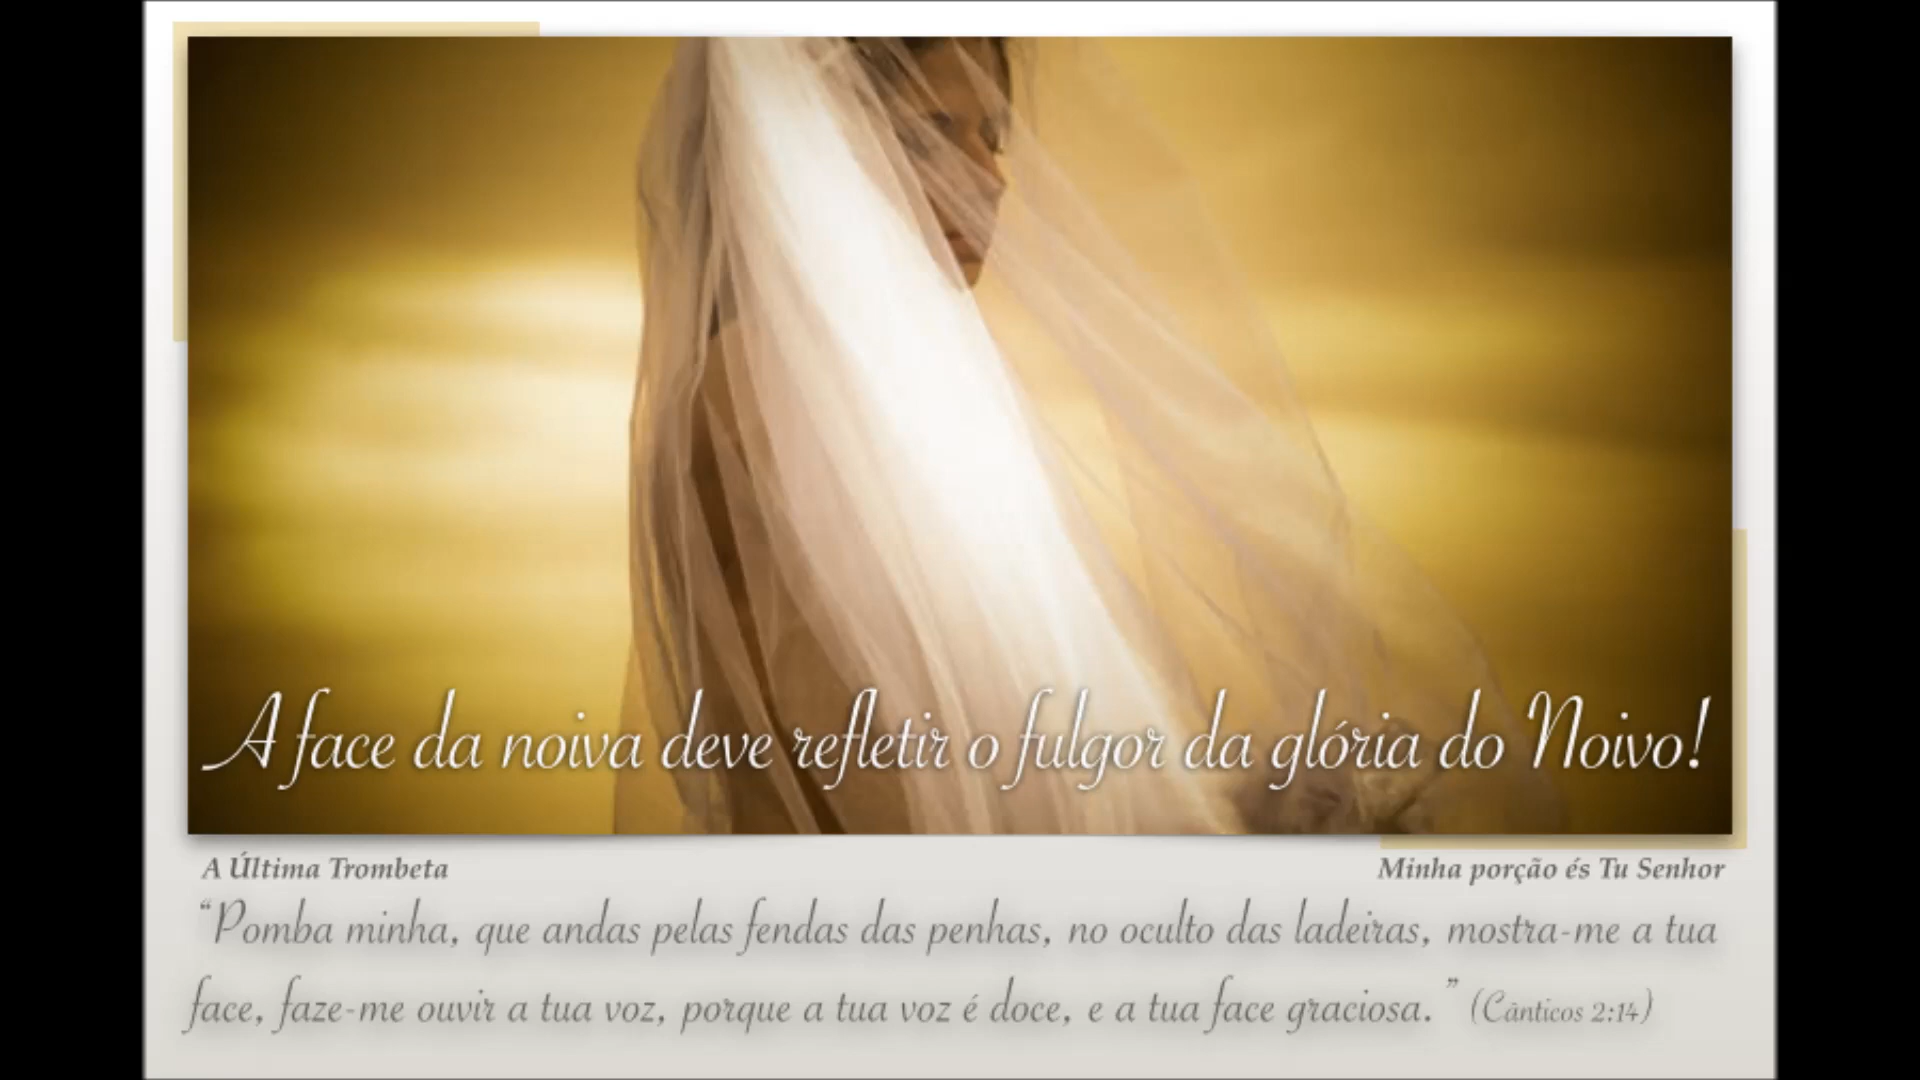 A face da noiva deve refletir o fulgor da glória do Noivo!
A Última Trombeta
Minha porção és Tu Senhor
“Pomba minha, que andas pelas fendas das penhas, no oculto das ladeiras, mostra-me a tua
face, faze-me ouvir a tua voz, porque a tua voz é doce, e a tua face graciosa.” (Cânticos 2:14)